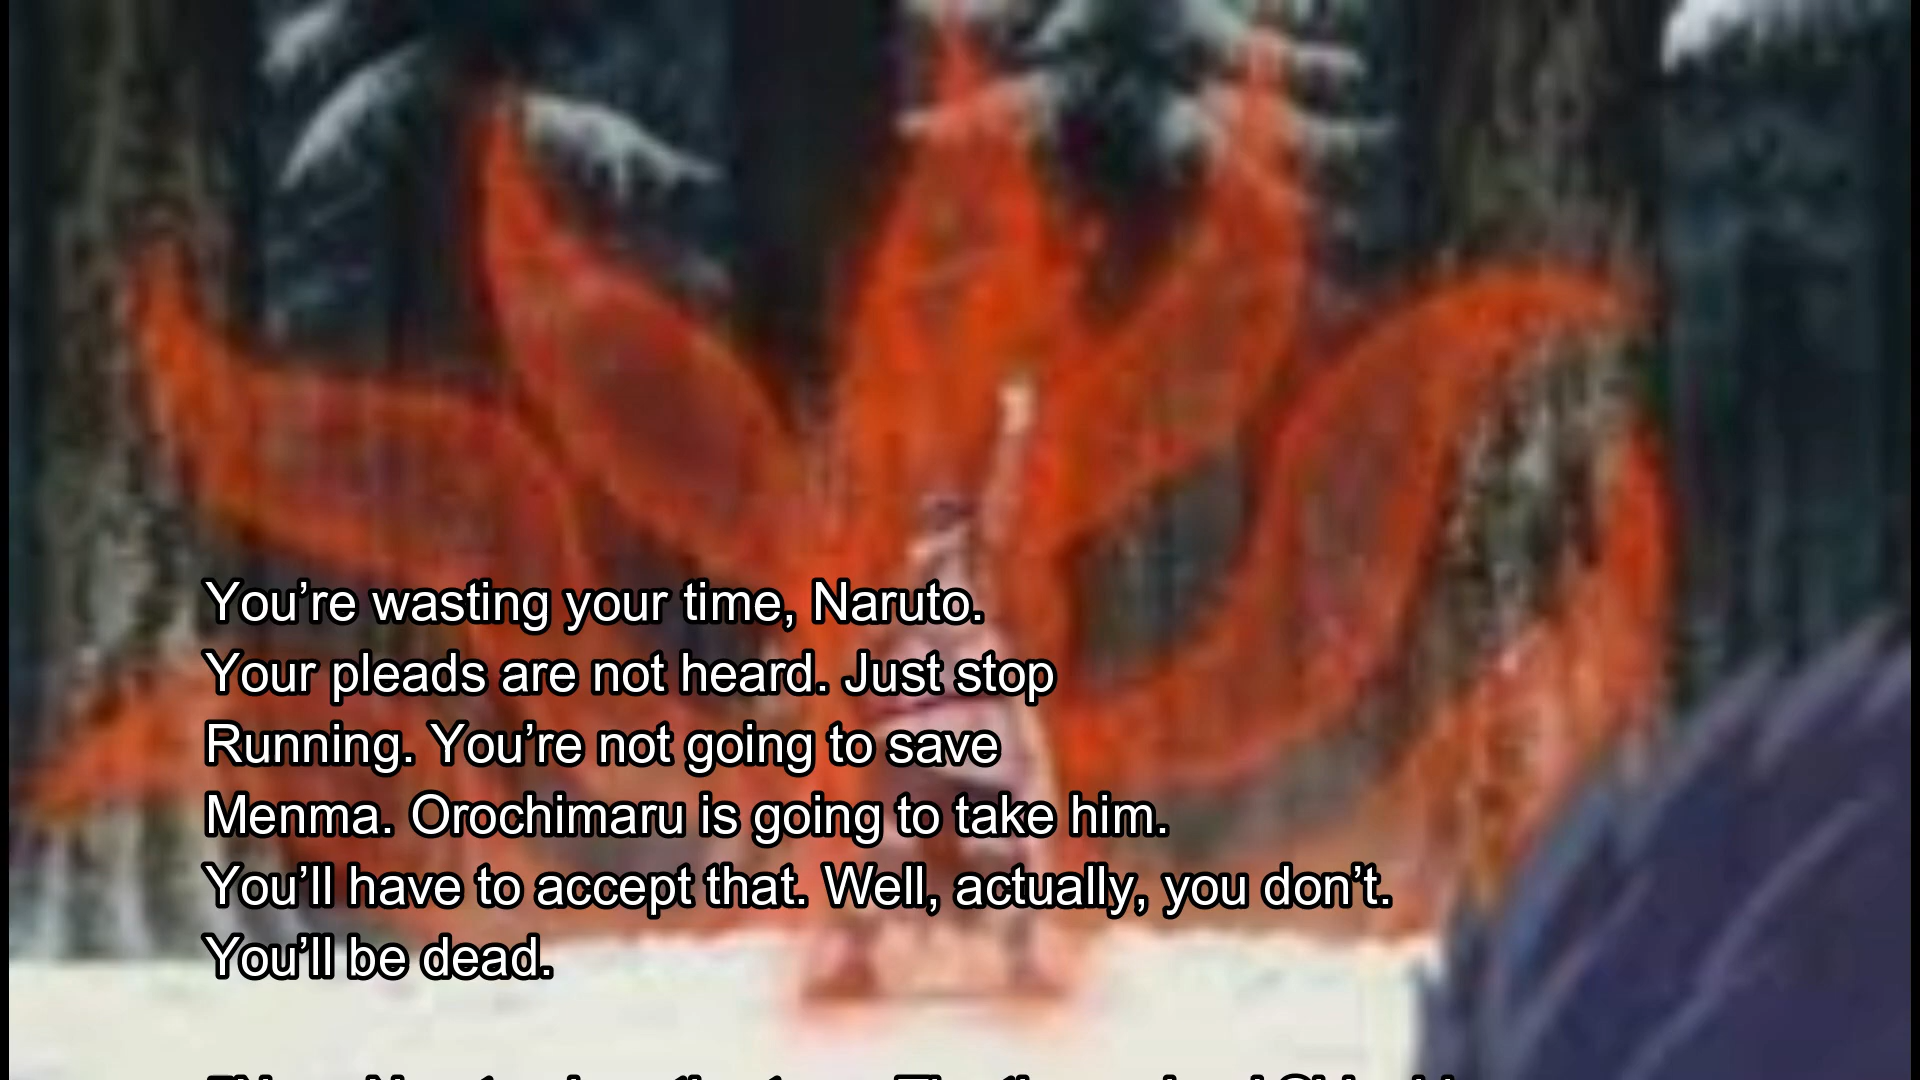 You’re wasting your time, Naruto.
Your pleads are not heard. Just stop
Running. You’re not going to save
Menma. Orochimaru is going to take him.
You’ll have to accept that. Well, actually, you don’t.
You’ll be dead.